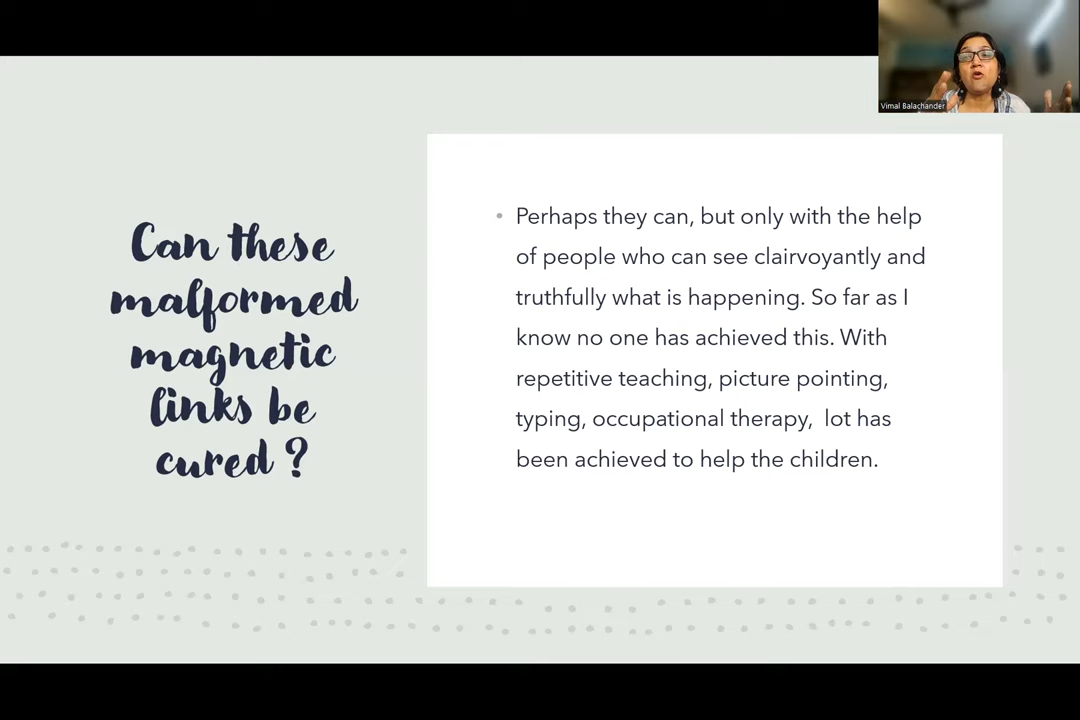 Vimal Balachander
Can these
malformed
magnetic
links be
cured ?
• Perhaps they can, but only with the help
of people who can see clairvoyantly and
truthfully what is happening. So far as I
know no one has achieved this. With
repetitive teaching, picture pointing,
typing, occupational therapy,  lot has
been achieved to help the children.